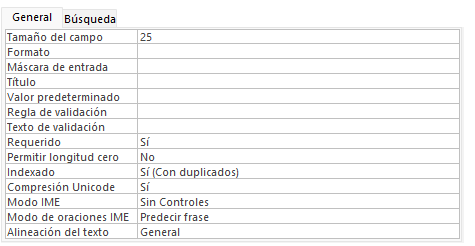 General Búsqueda
Tamaño del campo 25
Formato
Máscara de entrada
Título
Valor predeterminado
Regla de validación
Texto de validación
Requerido Sí
Permitir longitud cero No
Indexado Sí (Con duplicados)
Compresión Unicode Sí
Modo IME Sin Controles
Modo de oraciones IME Predecir frase
Alineación del texto General